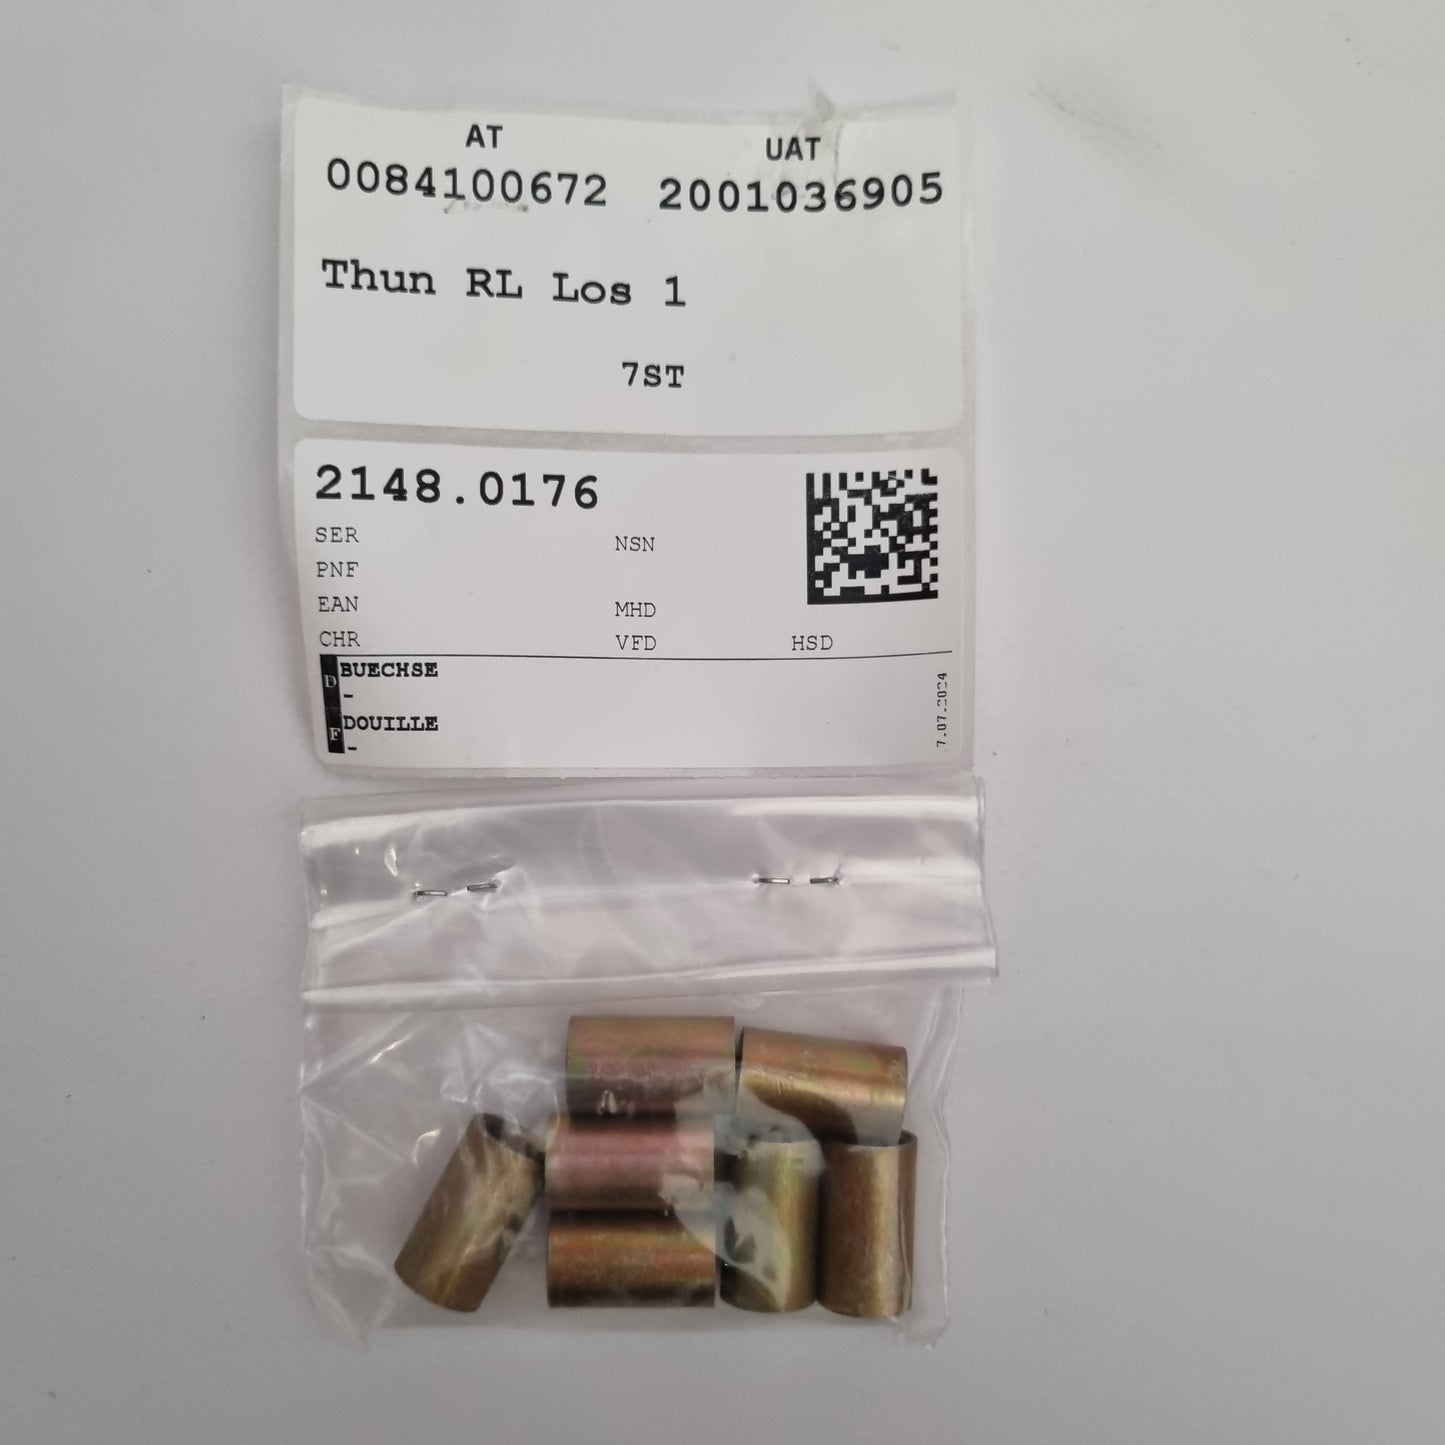 AT UAT
0084100672 2001036905
Thun RL Los 1
7ST
2148.0176
SER NSN
PNF
EAN MHD
CHR VFD HSD
D BUECHSE
-
F DOUILLE
-
7.07.2024